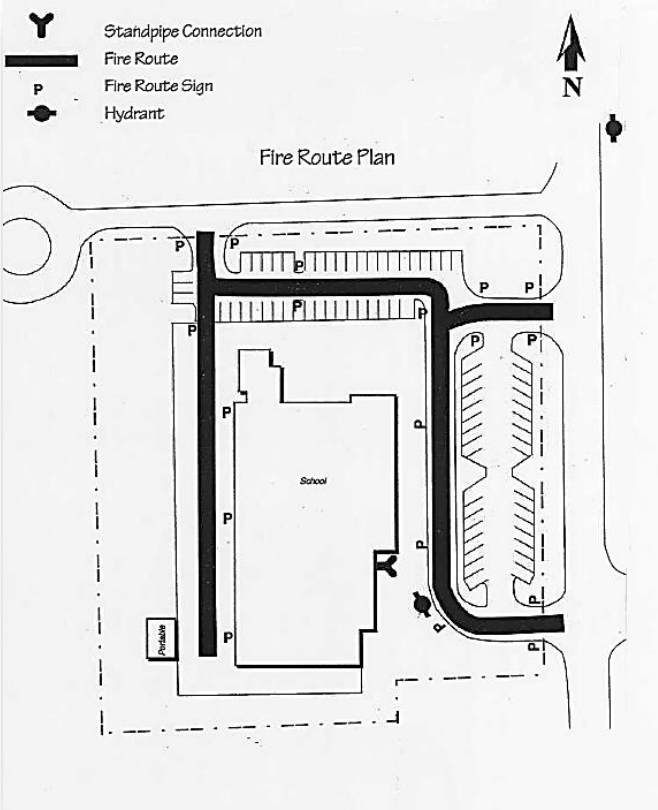 Standpipe Connection
Fire Route
P Fire Route Sign
Hydrant
N
Fire Route Plan
P P
P
P P
P
P
P
P P
P
P
School
P
P
P
P
P
Portable
P